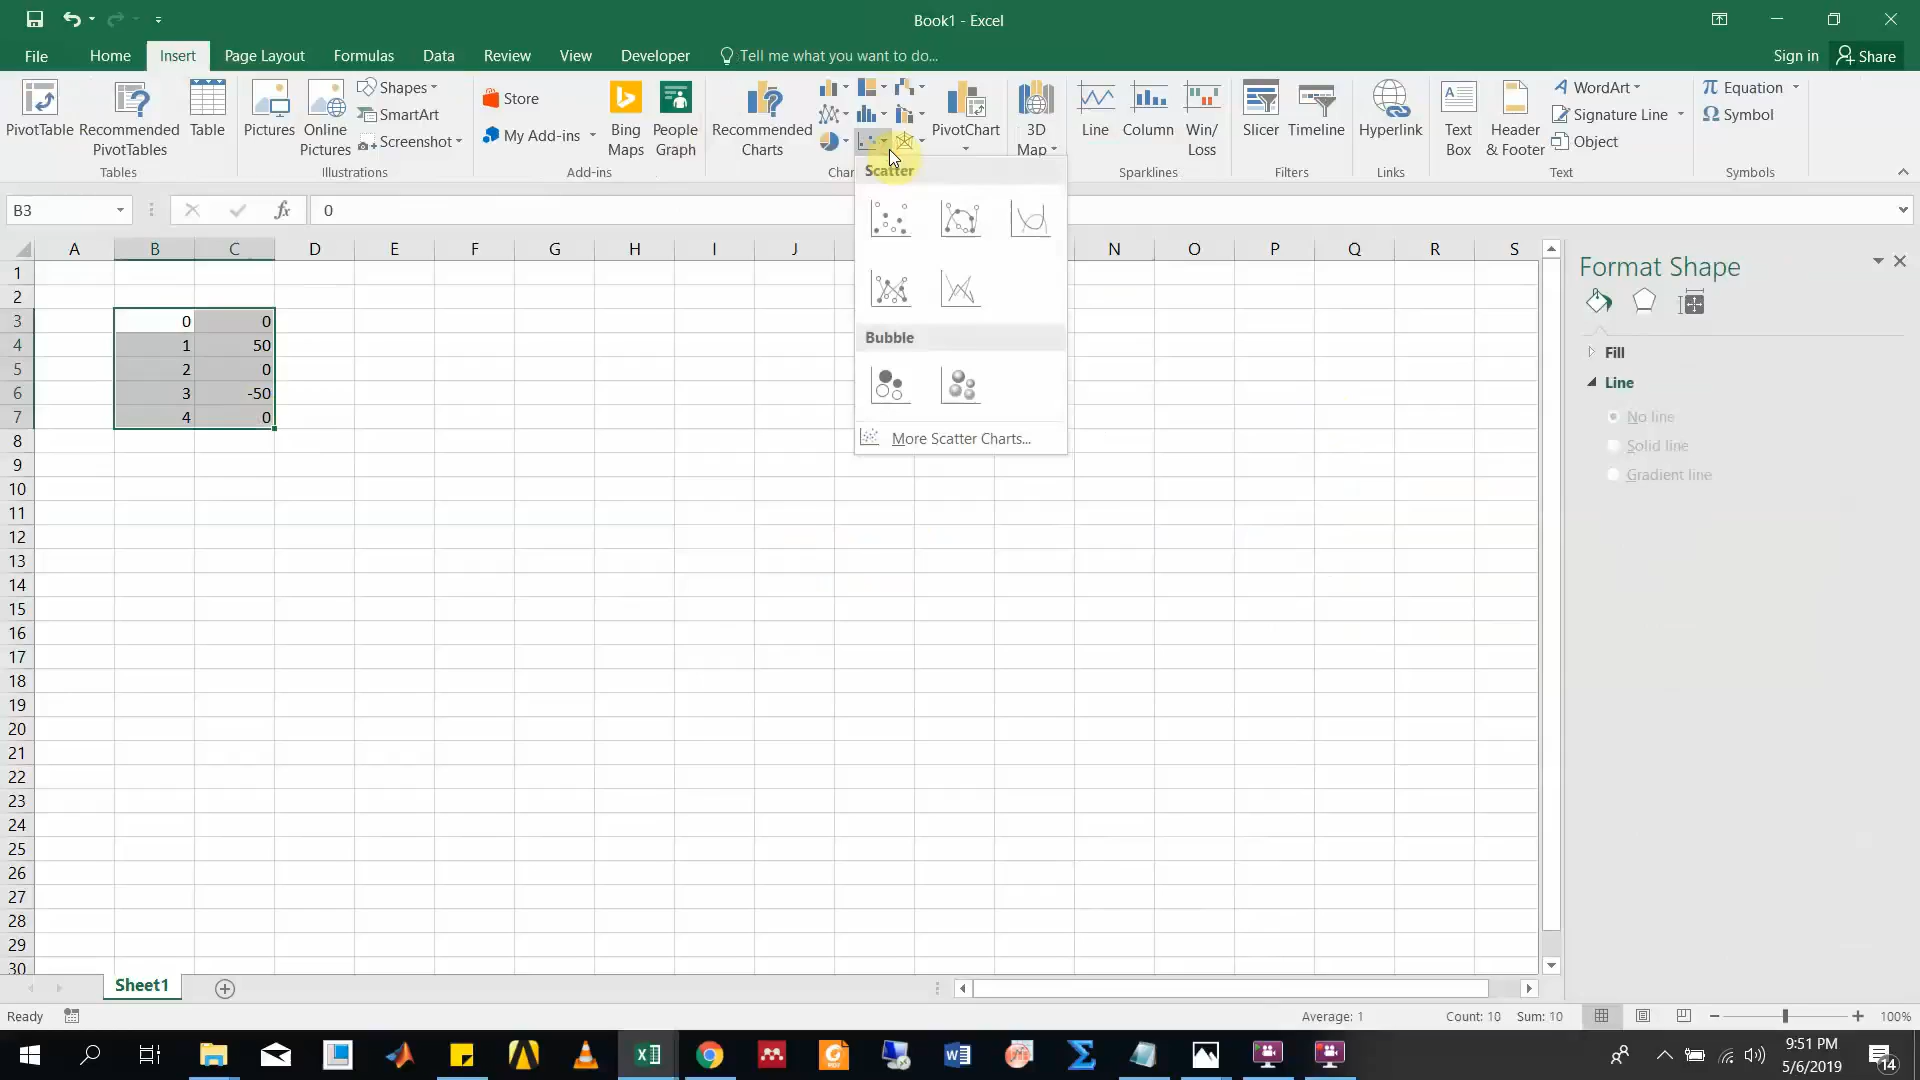 Book1 - Excel
File Home Insert Page Layout Formulas Data Review View Developer Tell me what you want to do... Sign in Share
PivotTable
Recommended PivotTables
Table
Tables
Pictures
Online Pictures
Shapes
SmartArt
Screenshot
Illustrations
Store
My Add-ins
Bing Maps
People Graph
Add-ins
Recommended Charts
PivotChart
3D Map
Char
Line
Column
Win/ Loss
Sparklines
Slicer
Timeline
Filters
Hyperlink
Links
Text Box
Header & Footer
WordArt
Signature Line
Object
Text
Equation
Symbol
Symbols
B3 fx 0
Scatter
Bubble
More Scatter Charts...
A B C D E F G H I J N O P Q R S
1
2
3 0 0
4 1 50
5 2 0
6 3 -50
7 4 0
8
9
10
11
12
13
14
15
16
17
18
19
20
21
22
23
24
25
26
27
28
29
30
Format Shape
Fill
Line
No line
Solid line
Gradient line
Sheet1
Ready Average: 1 Count: 10 Sum: 10 100%
9:51 PM
5/6/2019
14